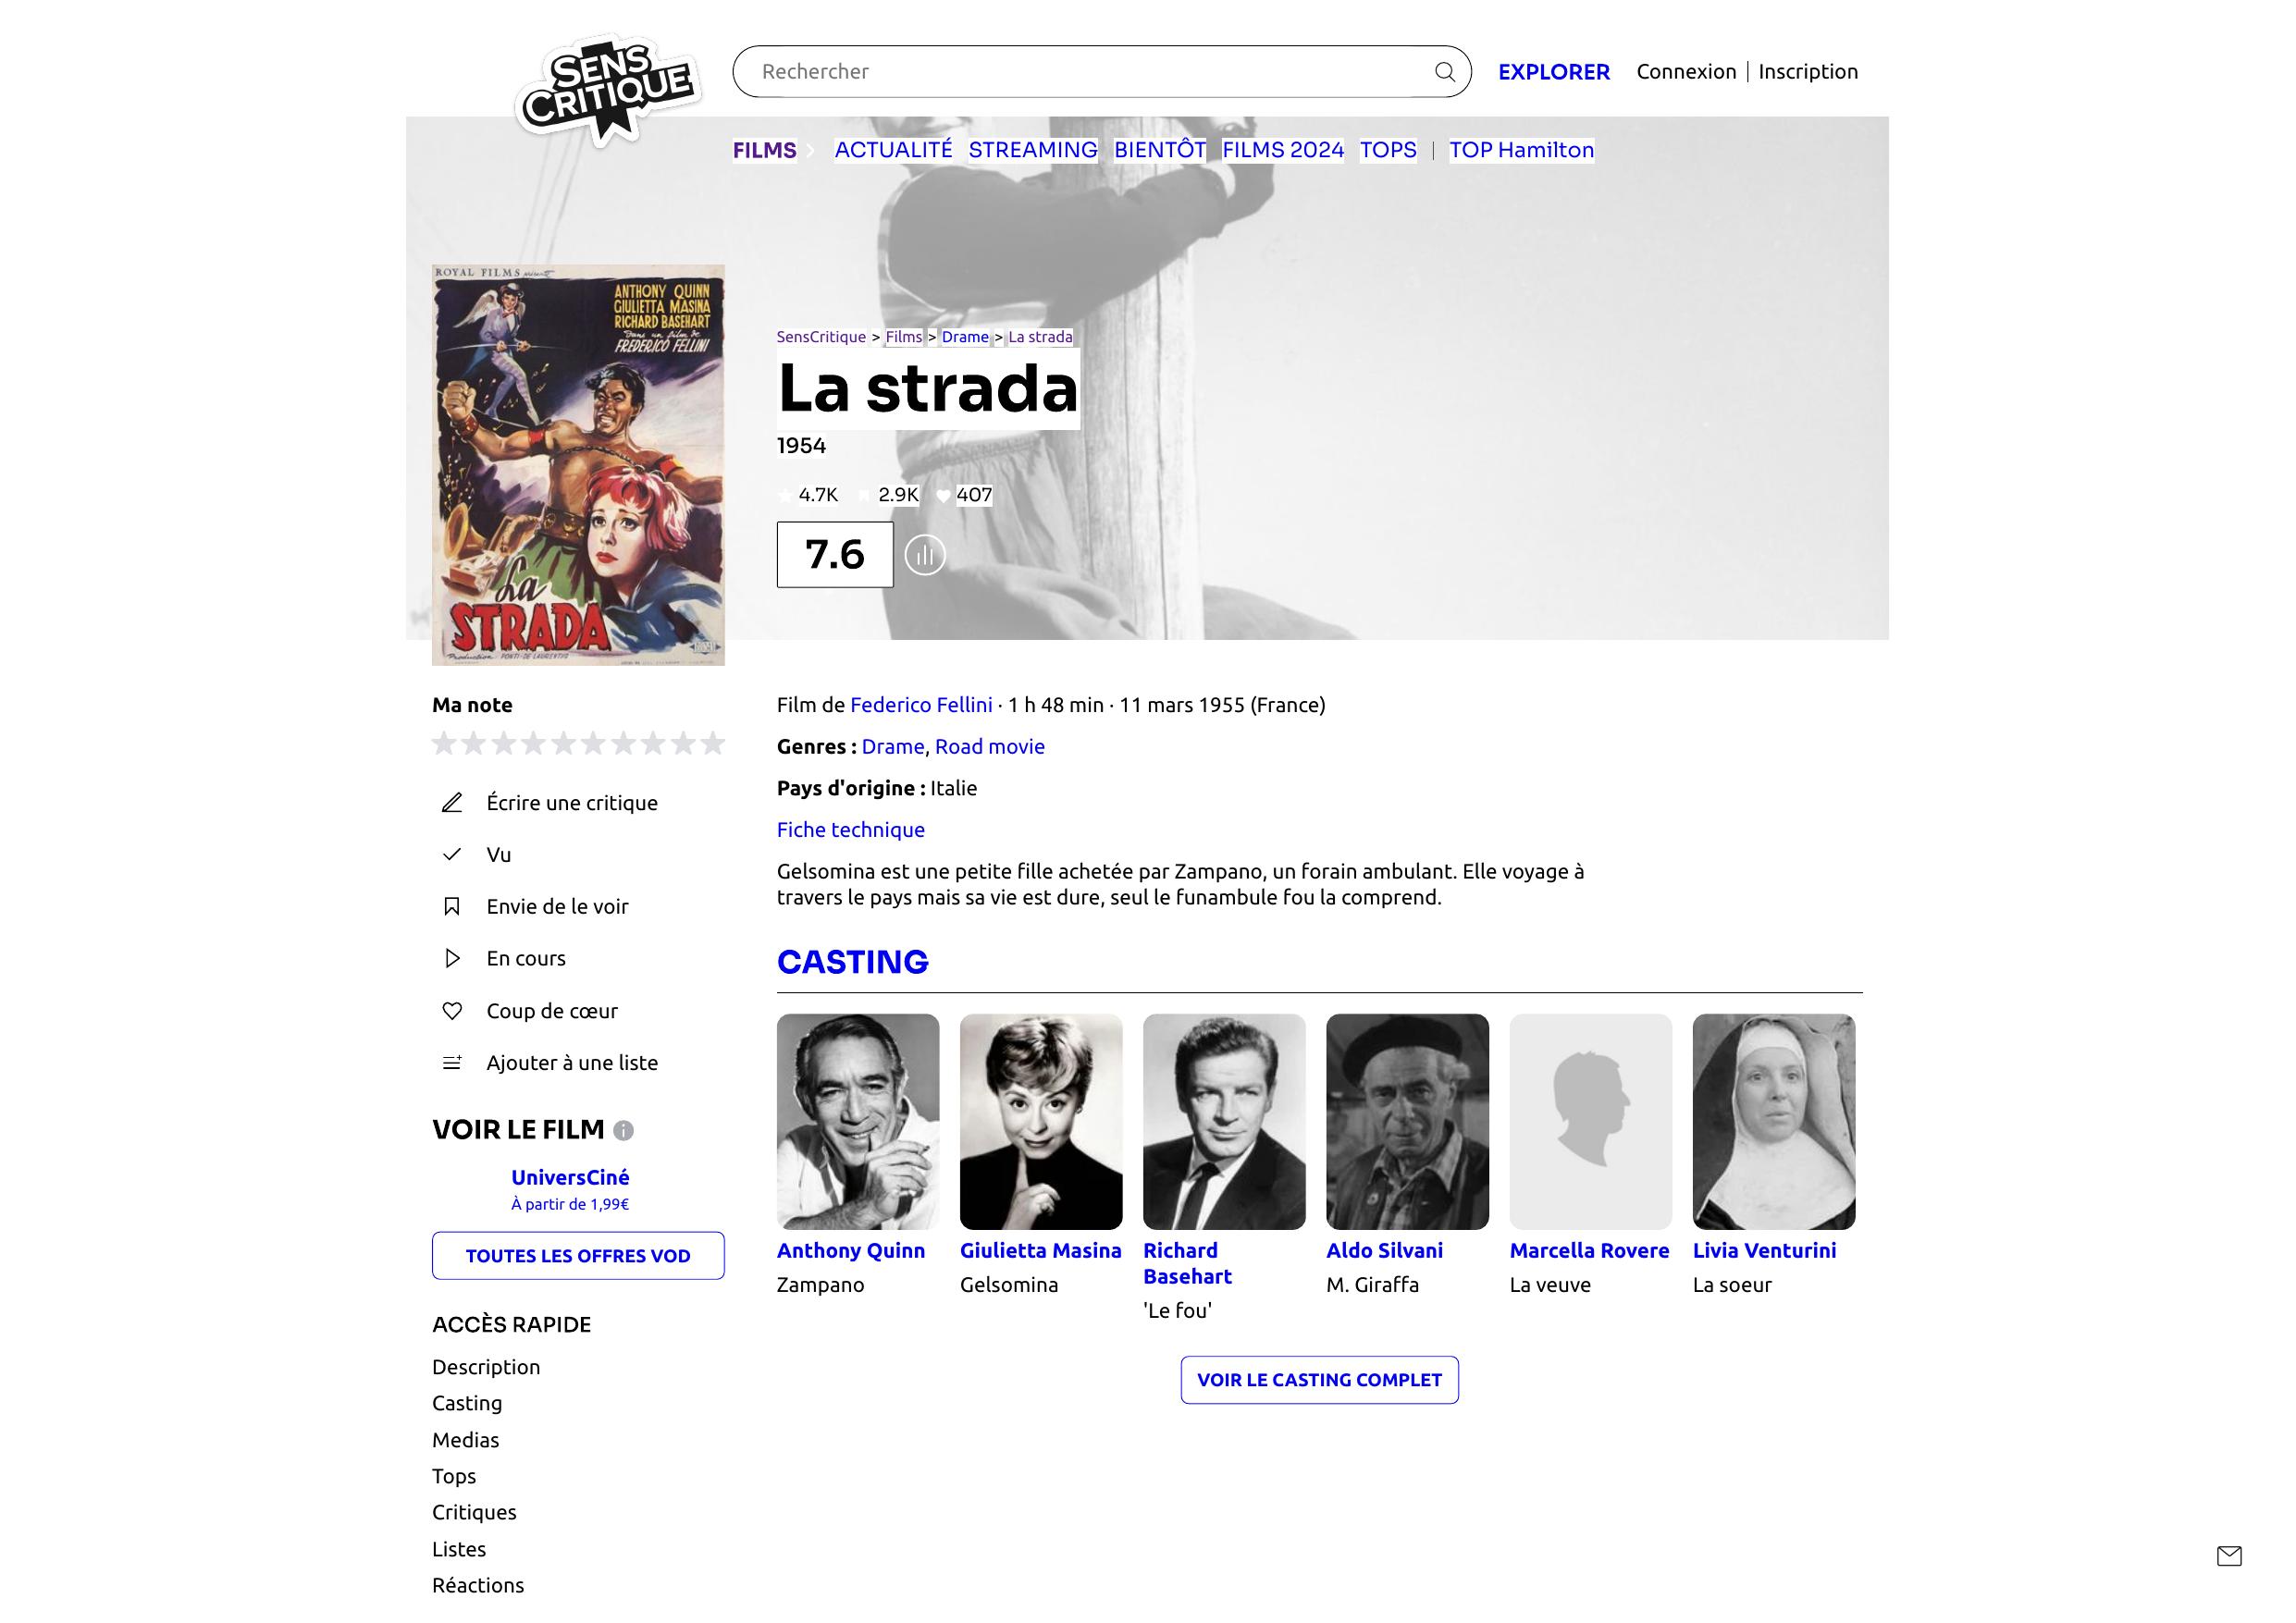 SENS
CRITIQUE
Rechercher
EXPLORER
Connexion | Inscription
FILMS
ACTUALITÉ
STREAMING
BIENTÔT
FILMS 2024
TOPS
|
TOP Hamilton
ROYAL FILMS présente
ANTHONY QUINN
GIULIETTA MASINA
RICHARD BASEHART
Dans un film de
FREDERICO FELLINI
La
STRADA
Production PONTI-DE LAURENTIIS
SensCritique > Films > Drame > La strada
La strada
1954
4.7K 2.9K 407
7.6
Ma note
Écrire une critique
Vu
Envie de le voir
En cours
Coup de cœur
Ajouter à une liste
VOIR LE FILM
UniversCiné
À partir de 1,99€
TOUTES LES OFFRES VOD
ACCÈS RAPIDE
Description
Casting
Medias
Tops
Critiques
Listes
Réactions
Film de Federico Fellini · 1 h 48 min · 11 mars 1955 (France)
Genres : Drame, Road movie
Pays d'origine : Italie
Fiche technique
Gelsomina est une petite fille achetée par Zampano, un forain ambulant. Elle voyage à
travers le pays mais sa vie est dure, seul le funambule fou la comprend.
CASTING
Anthony Quinn
Zampano
Giulietta Masina
Gelsomina
Richard
Basehart
'Le fou'
Aldo Silvani
M. Giraffa
Marcella Rovere
La veuve
Livia Venturini
La soeur
VOIR LE CASTING COMPLET